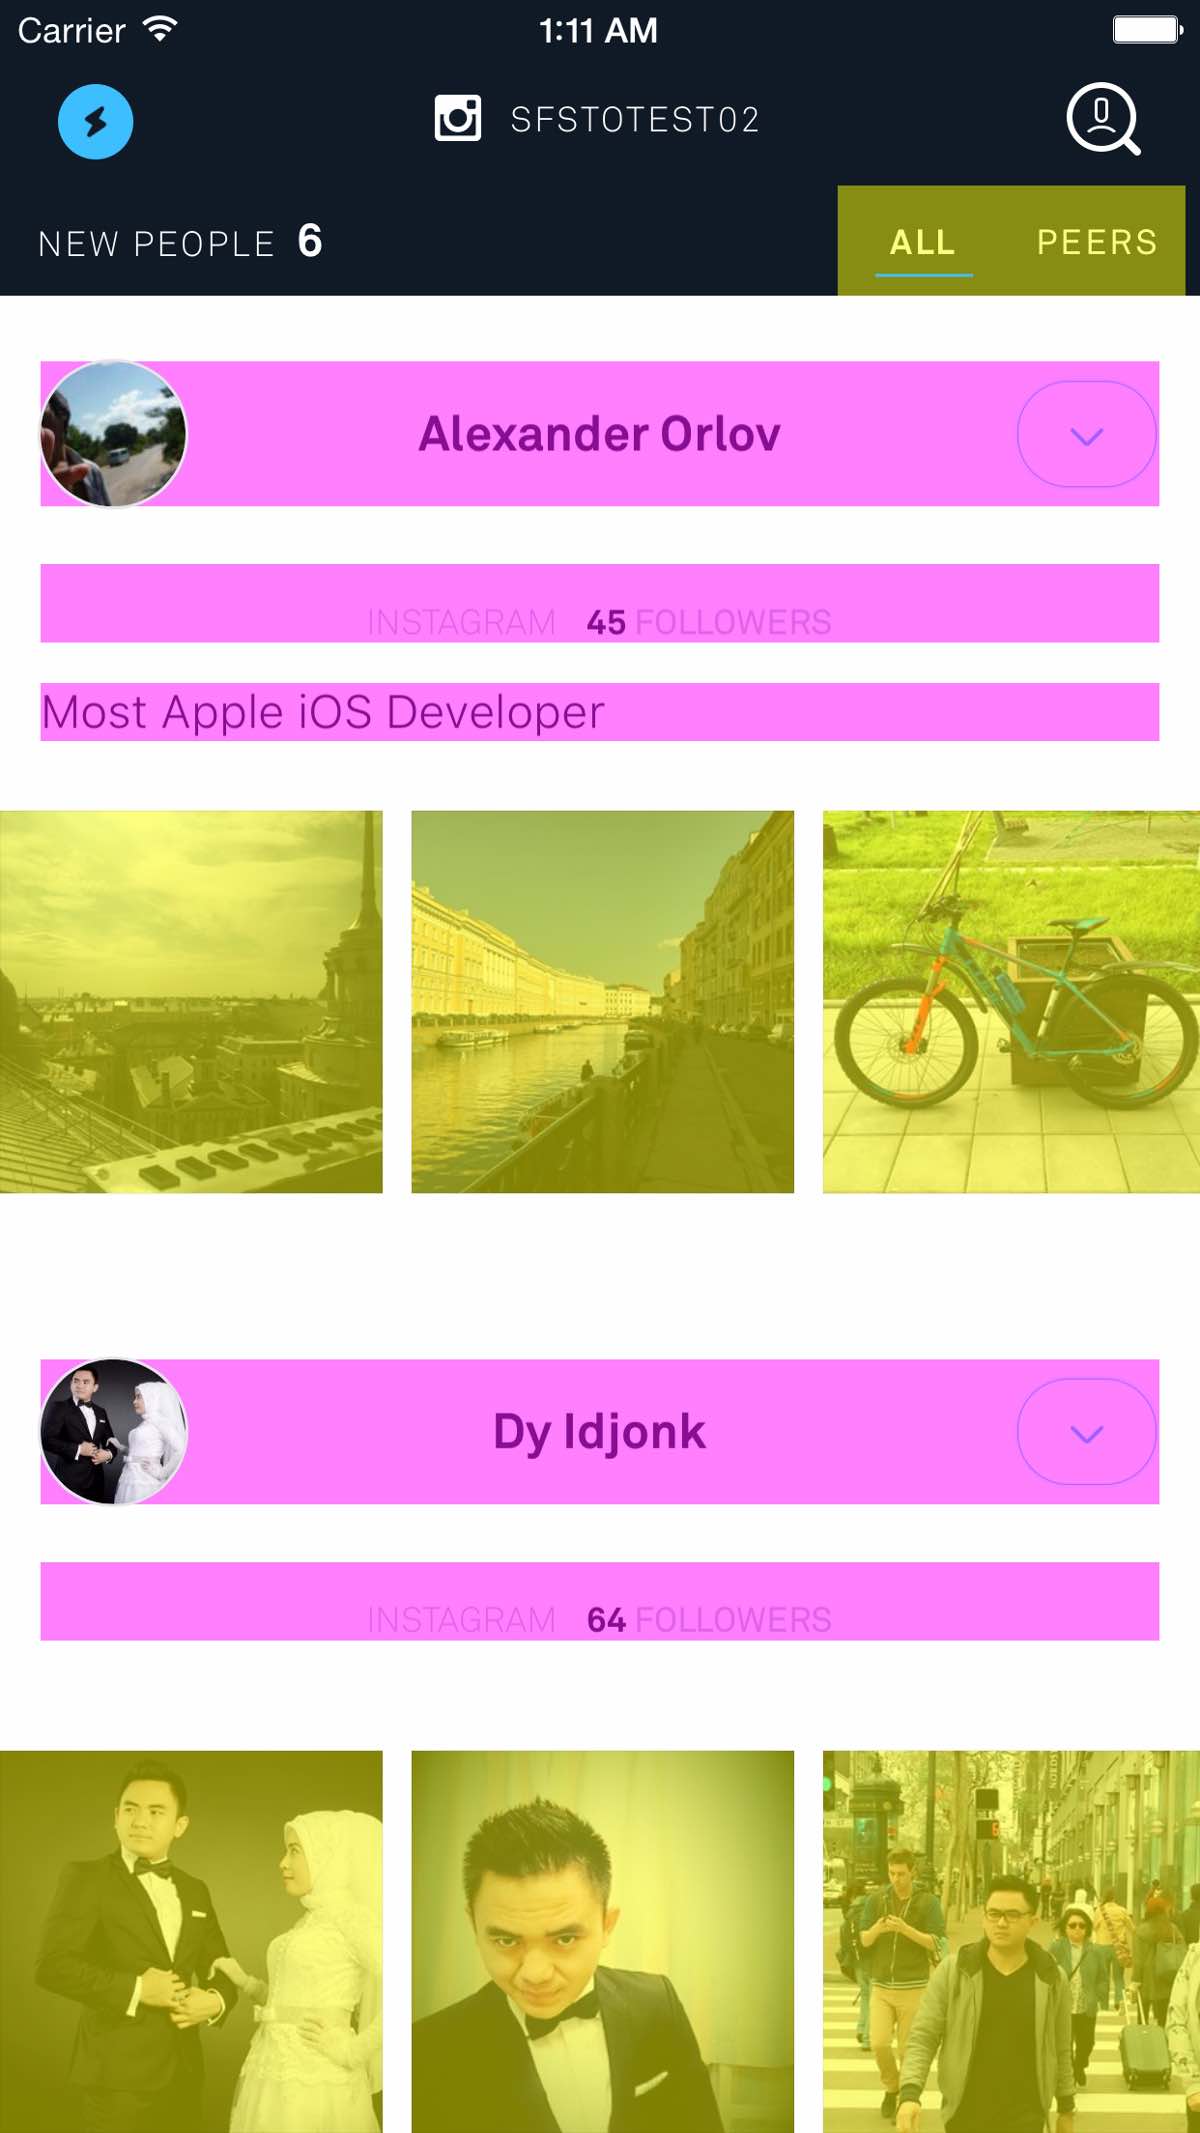 Carrier 1:11 AM
SFSTOTEST02
NEW PEOPLE 6 ALL PEERS
Alexander Orlov
INSTAGRAM 45 FOLLOWERS
Most Apple iOS Developer
Dy Idjonk
INSTAGRAM 64 FOLLOWERS